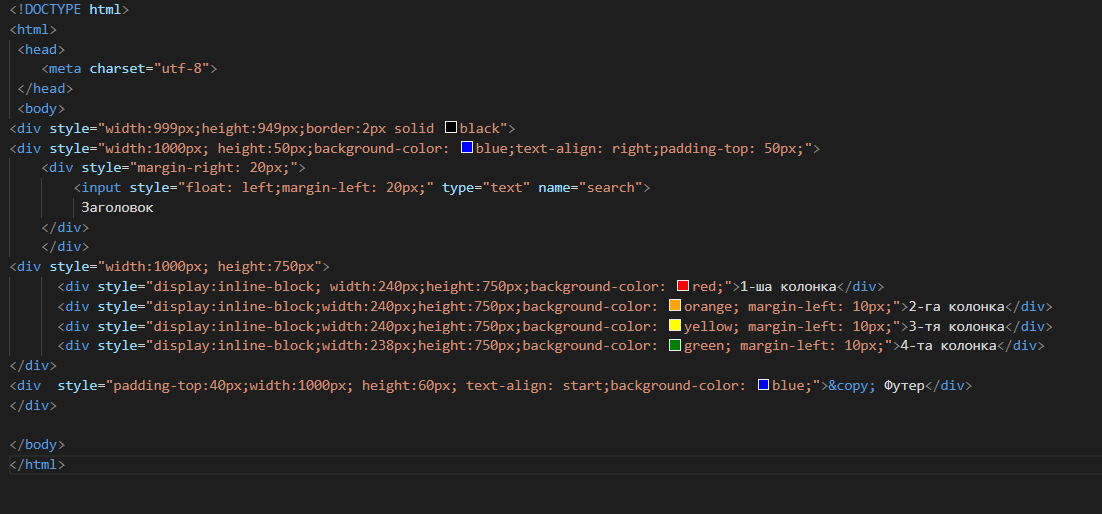 <!DOCTYPE html>
<html>
<head>
<meta charset="utf-8">
</head>
<body>
<div style="width:999px;height:949px;border:2px solid black">
<div style="width:1000px; height:50px;background-color: blue;text-align: right;padding-top: 50px;">
<div style="margin-right: 20px;">
<input style="float: left;margin-left: 20px;" type="text" name="search">
Заголовок
</div>
</div>
<div style="width:1000px; height:750px">
<div style="display:inline-block; width:240px;height:750px;background-color: red;">1-ша колонка</div>
<div style="display:inline-block;width:240px;height:750px;background-color: orange; margin-left: 10px;">2-га колонка</div>
<div style="display:inline-block;width:240px;height:750px;background-color: yellow; margin-left: 10px;">3-тя колонка</div>
<div style="display:inline-block;width:238px;height:750px;background-color: green; margin-left: 10px;">4-та колонка</div>
</div>
<div  style="padding-top:40px;width:1000px; height:60px; text-align: start;background-color: blue;">&copy; Футер</div>
</div>
</body>
</html>